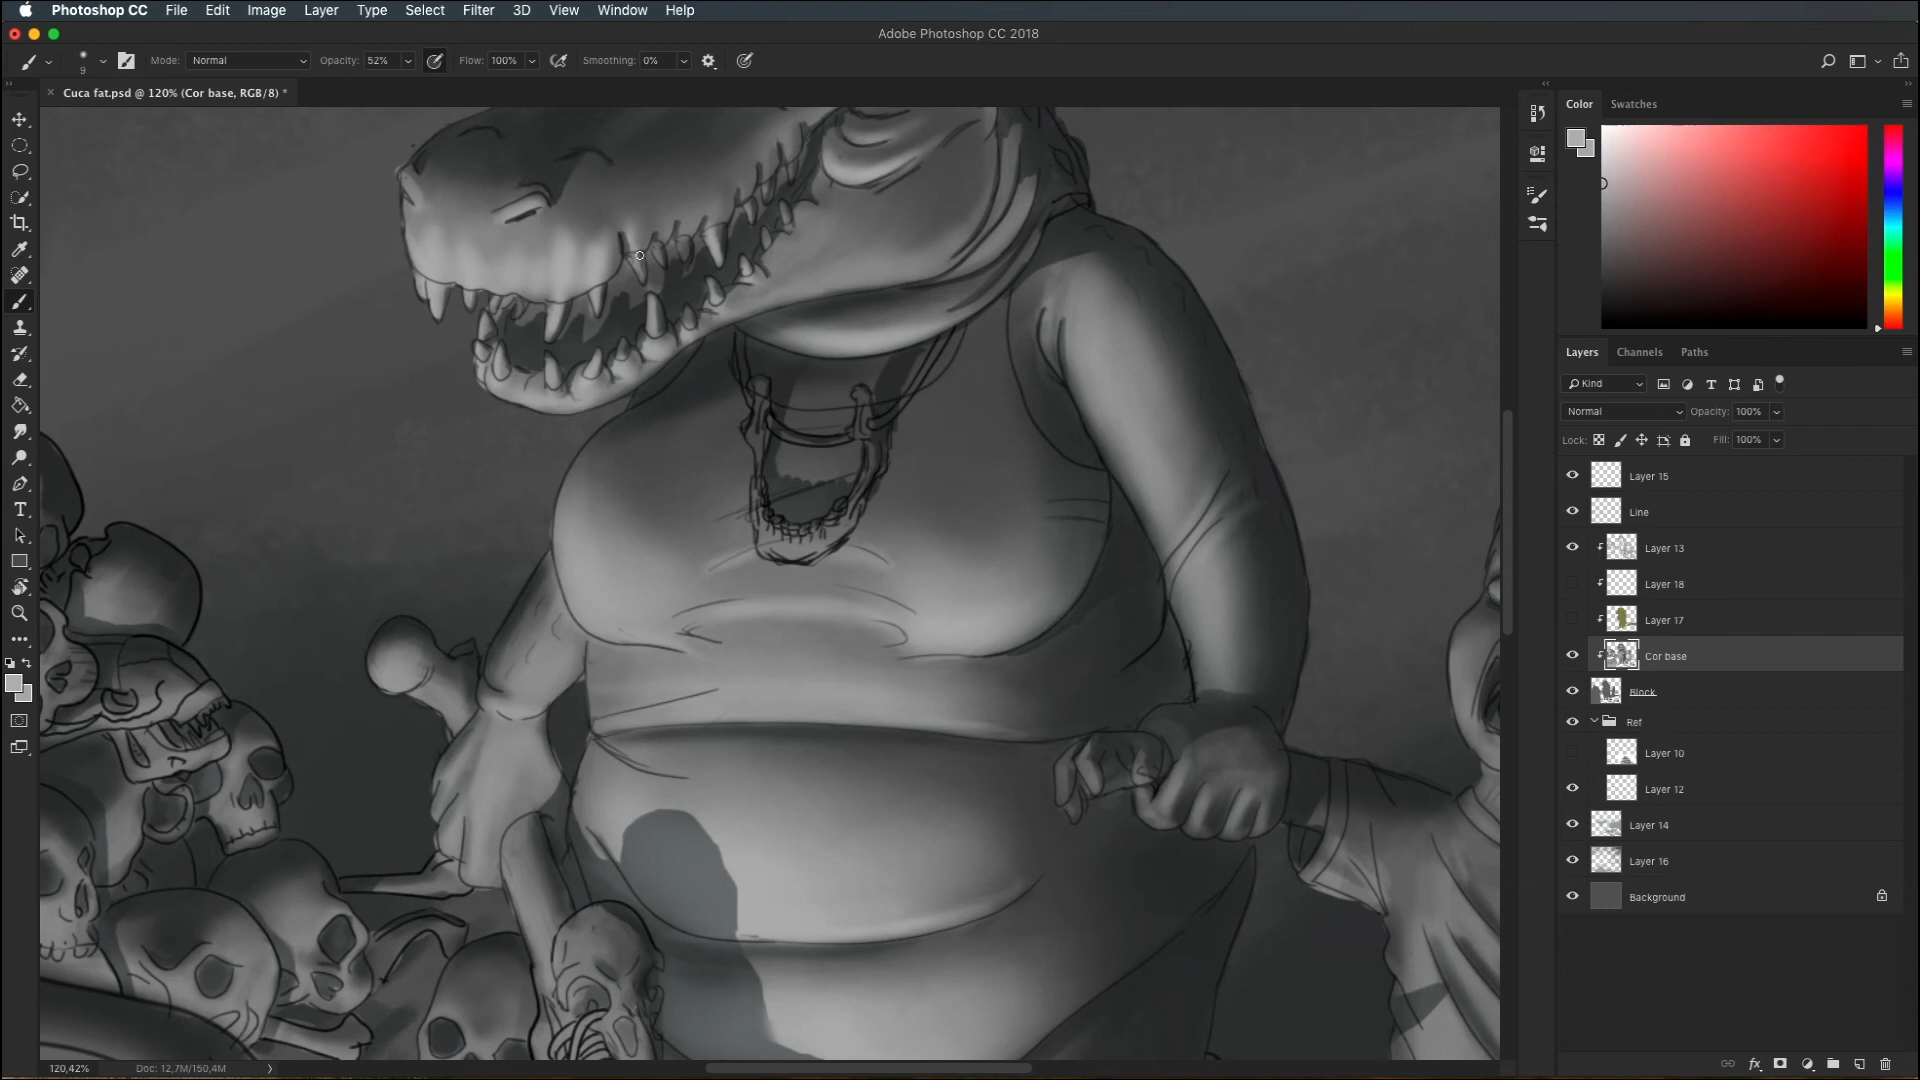 Photoshop CC File Edit Image Layer Type Select Filter 3D View Window Help
Adobe Photoshop CC 2018
9 Mode: Normal Opacity: 52% Flow: 100% Smoothing: 0%
Cuca fat.psd @ 120% (Cor base, RGB/8) *
Color Swatches
Layers Channels Paths
Kind
Normal Opacity: 100%
Lock: Fill: 100%
Layer 15
Line
Layer 13
Layer 18
Layer 17
Cor base
Block
Ref
Layer 10
Layer 12
Layer 14
Layer 16
Background
120,42% Doc: 12,7M/150,4M